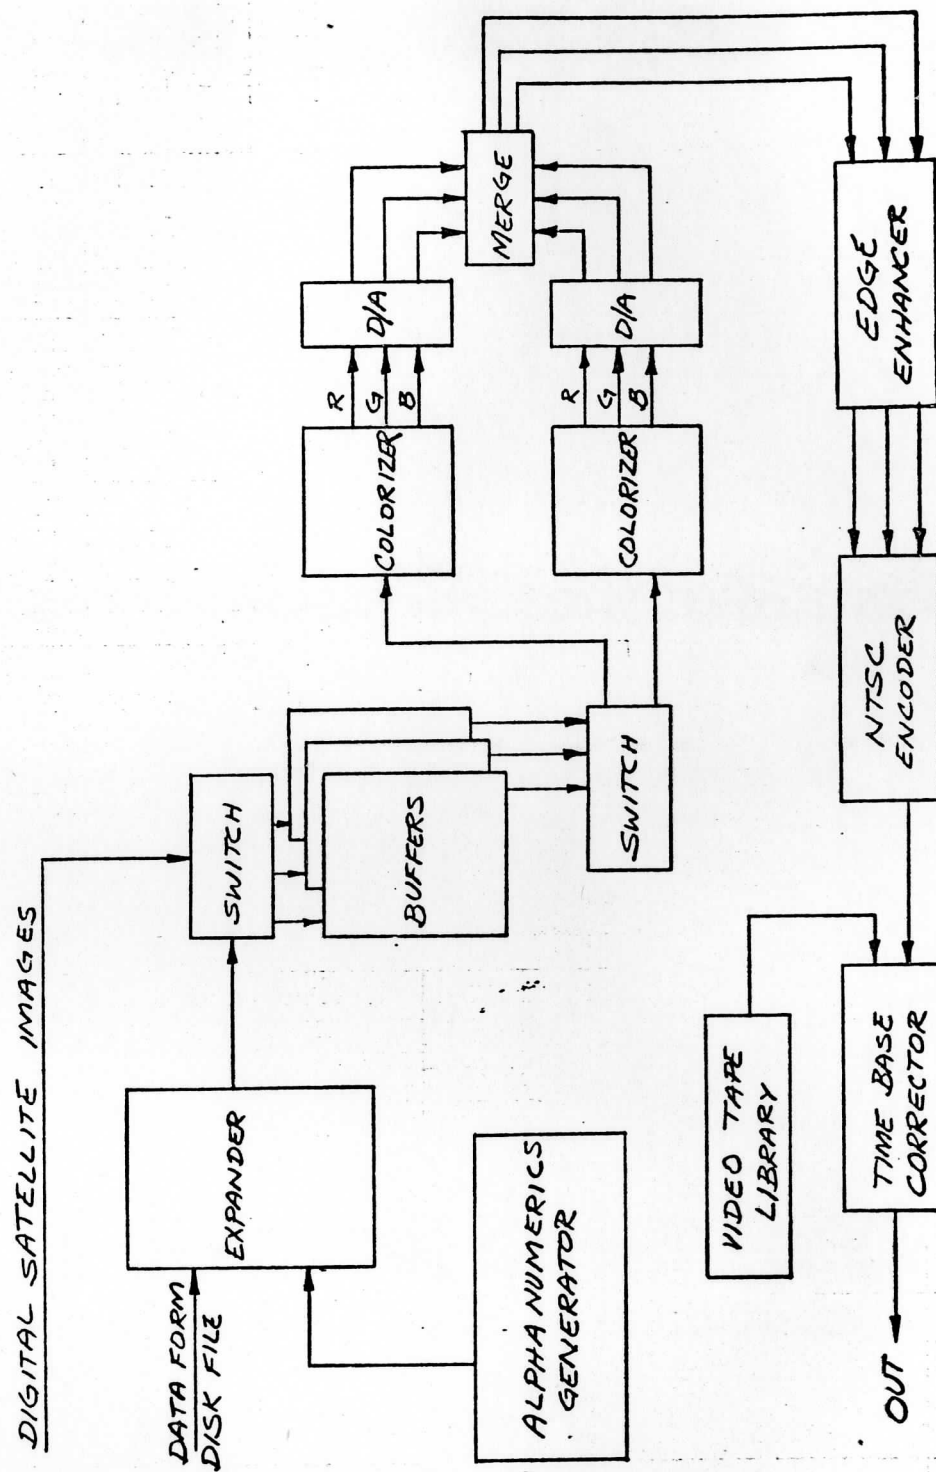 DIGITAL SATELLITE IMAGES
DATA FORM
DISK FILE
EXPANDER
ALPHA NUMERICS
GENERATOR
SWITCH
BUFFERS
SWITCH
COLORIZER
R
G
B
D/A
COLORIZER
R
G
B
D/A
MERGE
EDGE
ENHANCER
NTSC
ENCODER
VIDEO TAPE
LIBRARY
TIME BASE
CORRECTOR
OUT